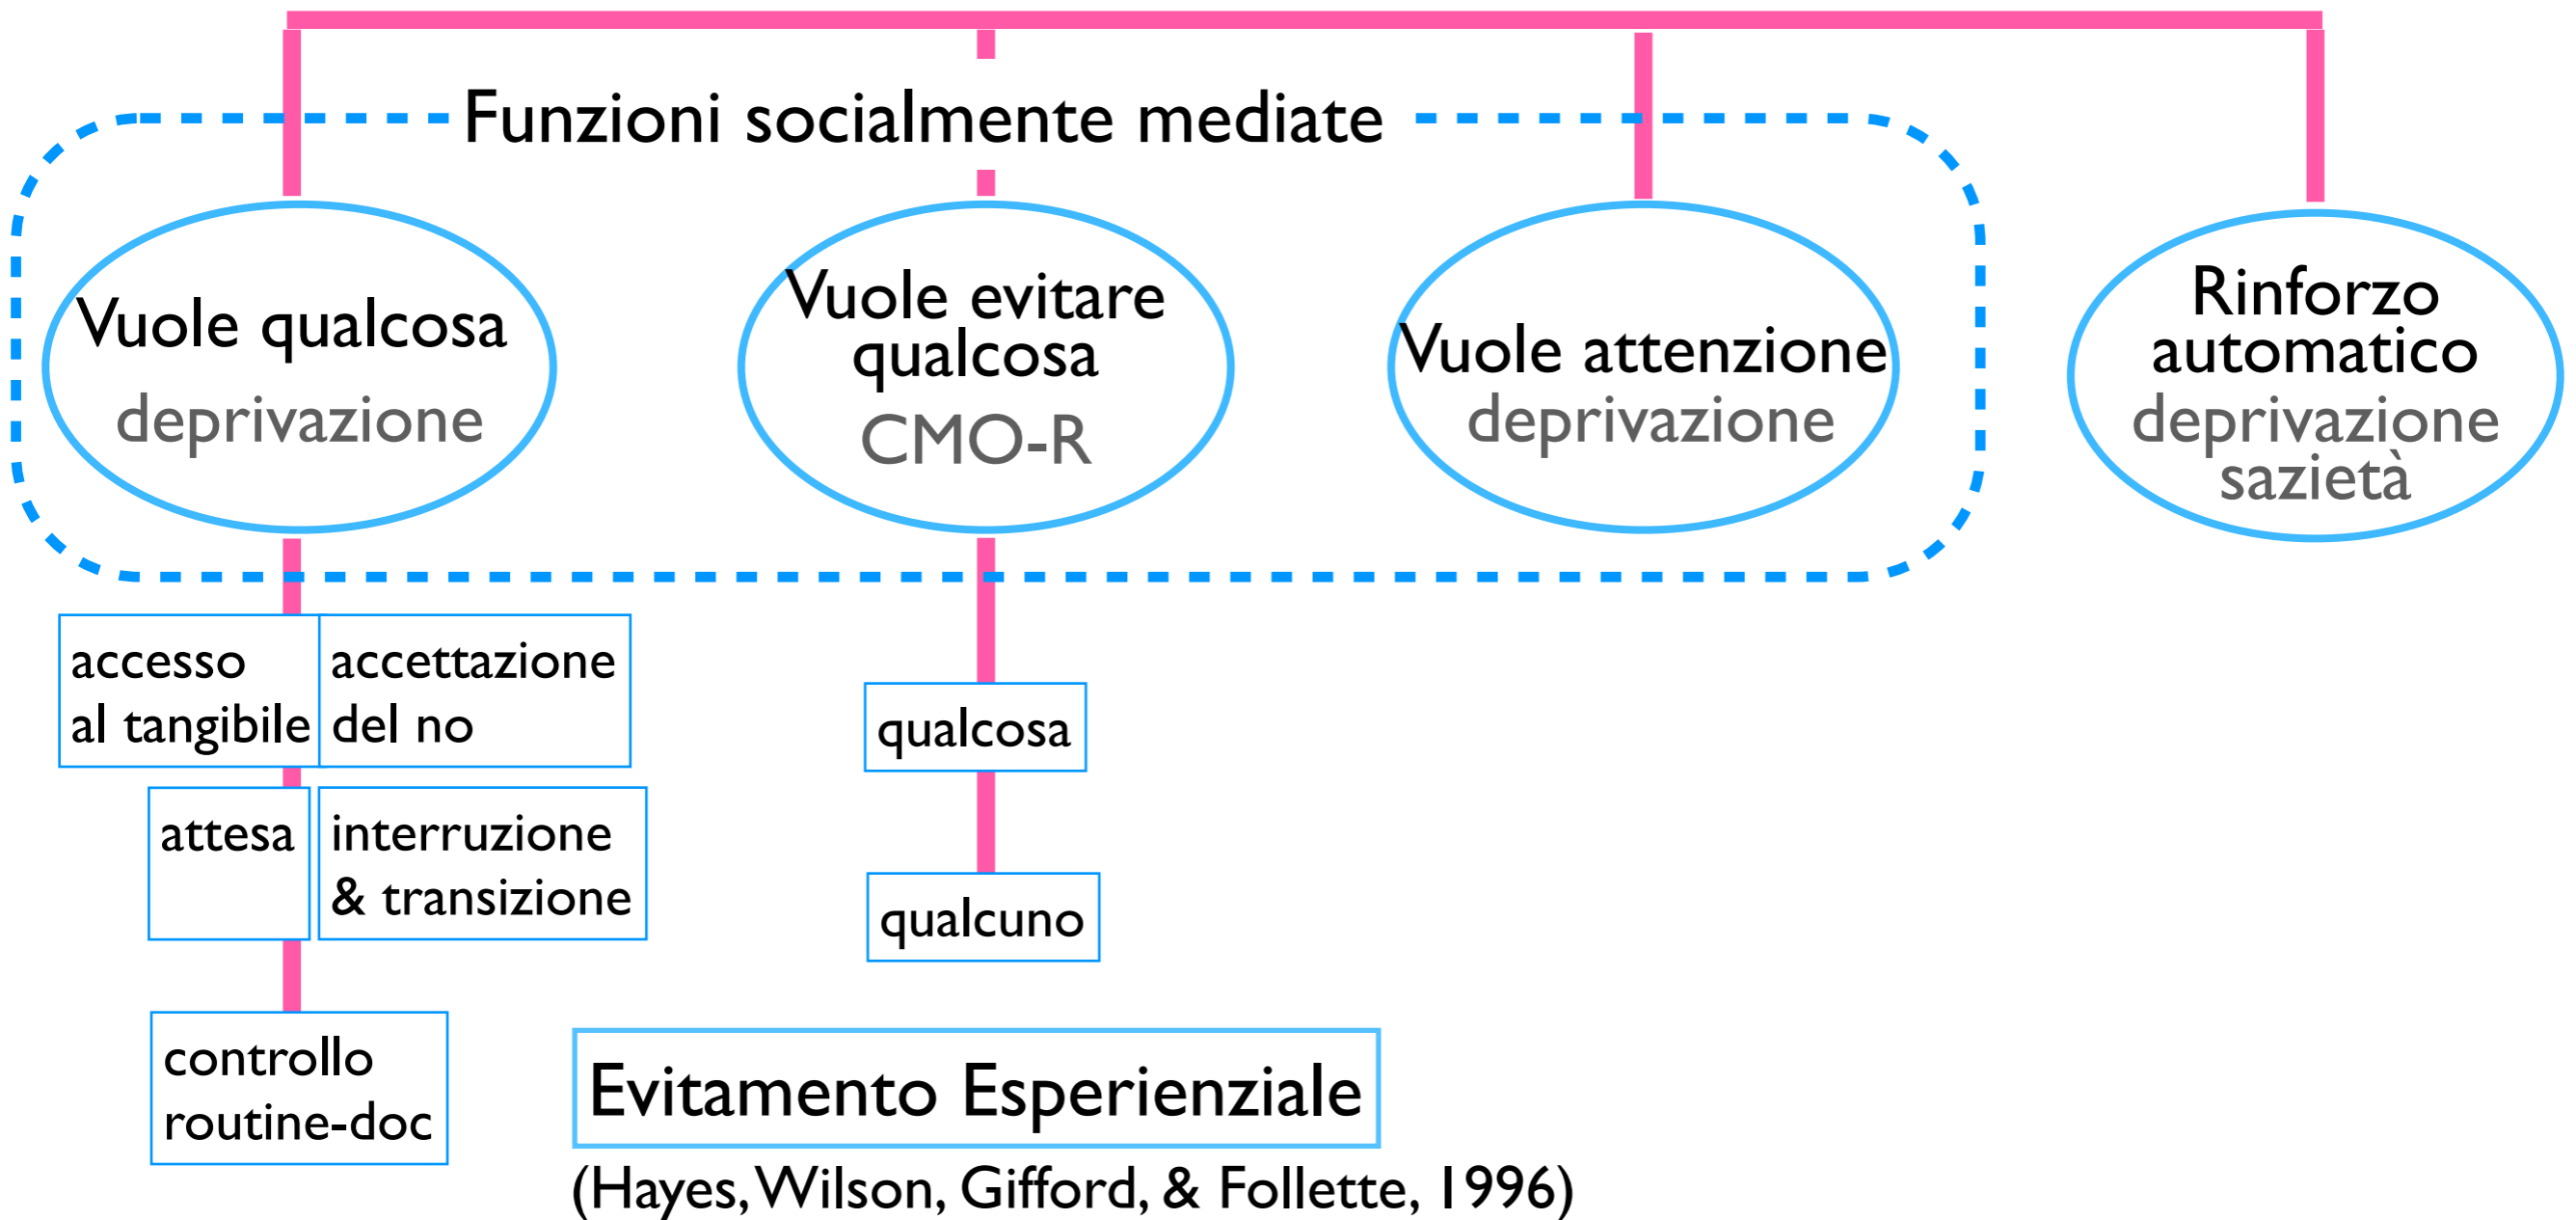 Funzioni socialmente mediate
Vuole qualcosa
deprivazione
Vuole evitare
qualcosa
CMO-R
Vuole attenzione
deprivazione
Rinforzo
automatico
deprivazione
sazietà
accesso
al tangibile
accettazione
del no
attesa
interruzione
& transizione
controllo
routine-doc
qualcosa
qualcuno
Evitamento Esperienziale
(Hayes, Wilson, Gifford, & Follette, 1996)